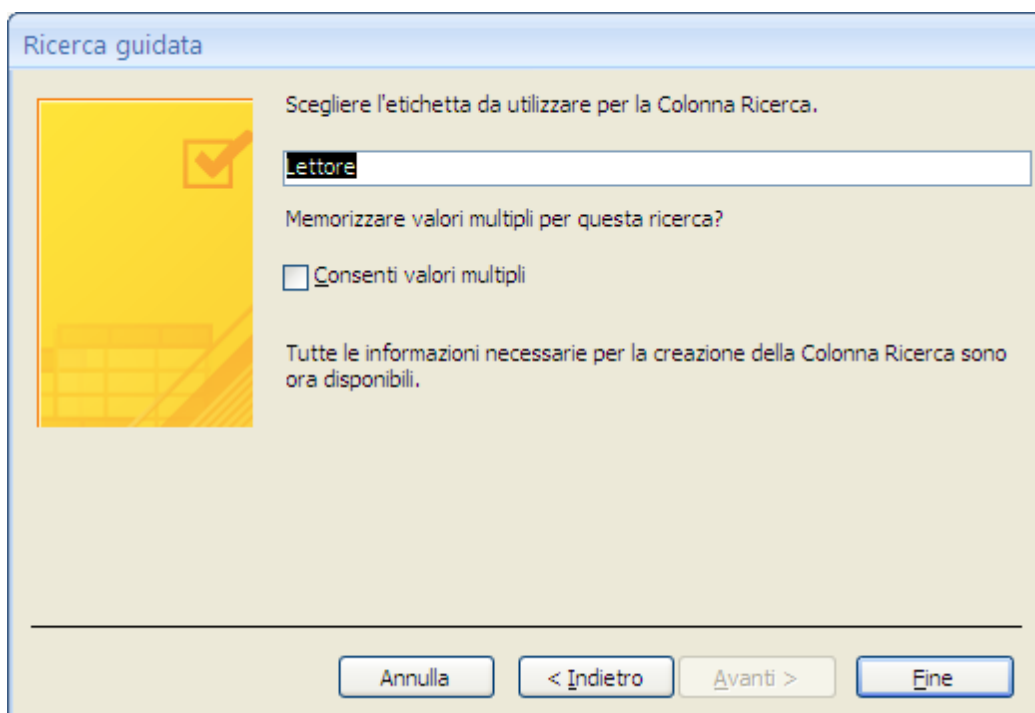 Ricerca guidata
Scegliere l'etichetta da utilizzare per la Colonna Ricerca.
Lettore
Memorizzare valori multipli per questa ricerca?
Consenti valori multipli
Tutte le informazioni necessarie per la creazione della Colonna Ricerca sono
ora disponibili.
Annulla < Indietro Avanti > Fine